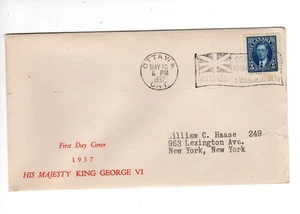 OTTAWA
MAY 10
6 PM
1937
ONT
First Day Cover
1937
HIS MAJESTY KING GEORGE VI
William C. Haase 249
963 Lexington Ave.
New York, New York